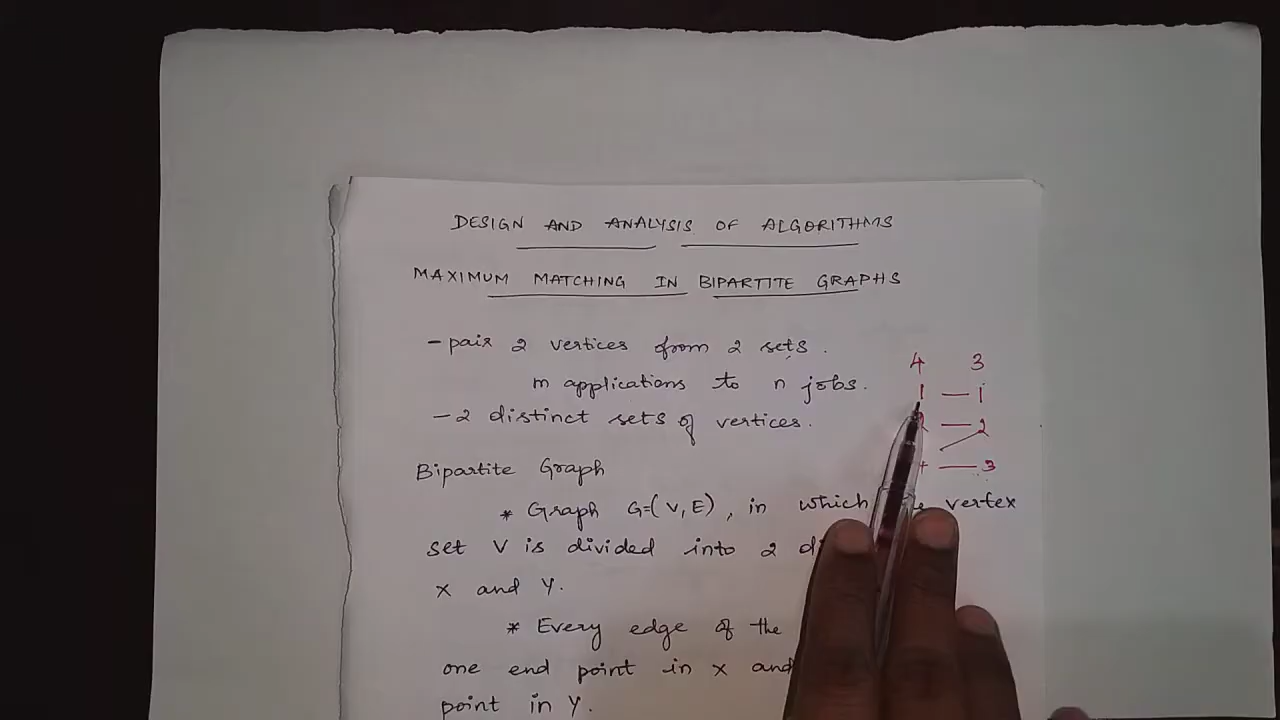 DESIGN AND ANALYSIS OF ALGORITHMS
MAXIMUM MATCHING IN BIPARTITE GRAPHS
- pair 2 vertices from 2 sets.
m applications to n jobs.
- 2 distinct sets of vertices.
4 3
1 — 1
2 — 2
— 3
Bipartite Graph
* Graph G=(V,E), in which vertex
set V is divided into 2
X and Y.
* Every edge of the
one end point in X and
point in Y.